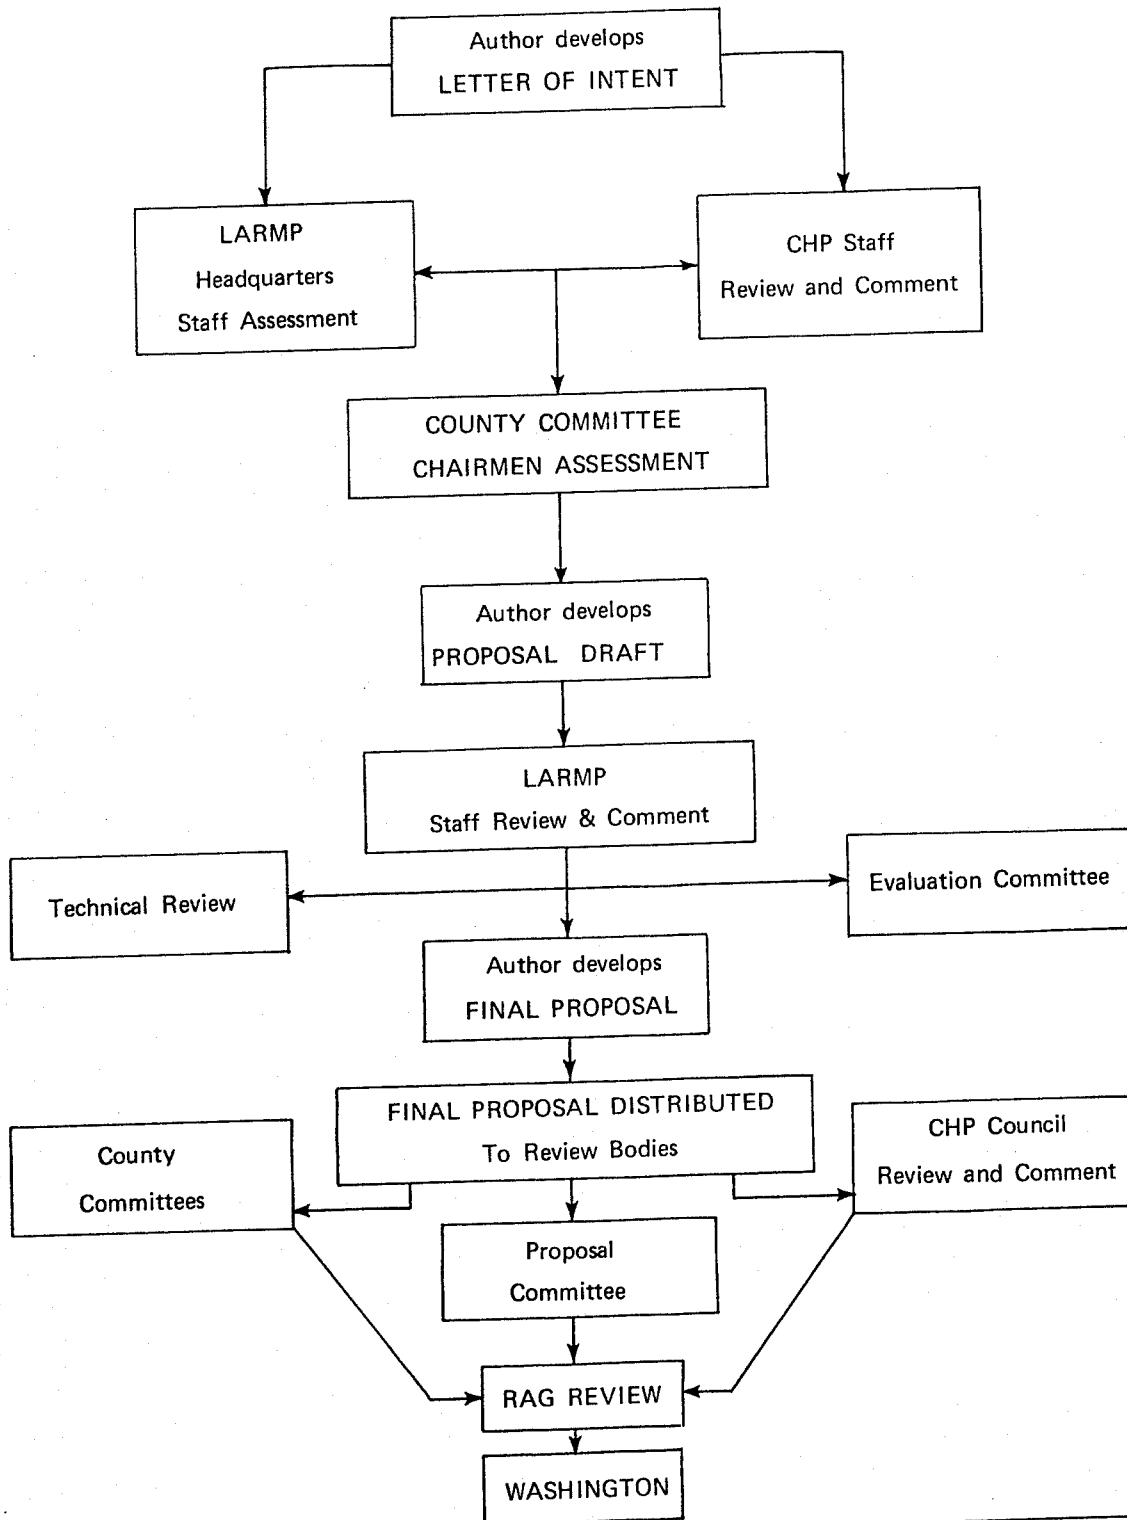 Author develops
LETTER OF INTENT
LARMP
Headquarters
Staff Assessment
CHP Staff
Review and Comment
COUNTY COMMITTEE
CHAIRMEN ASSESSMENT
Author develops
PROPOSAL DRAFT
LARMP
Staff Review & Comment
Technical Review
Evaluation Committee
Author develops
FINAL PROPOSAL
FINAL PROPOSAL DISTRIBUTED
To Review Bodies
County
Committees
CHP Council
Review and Comment
Proposal
Committee
RAG REVIEW
WASHINGTON